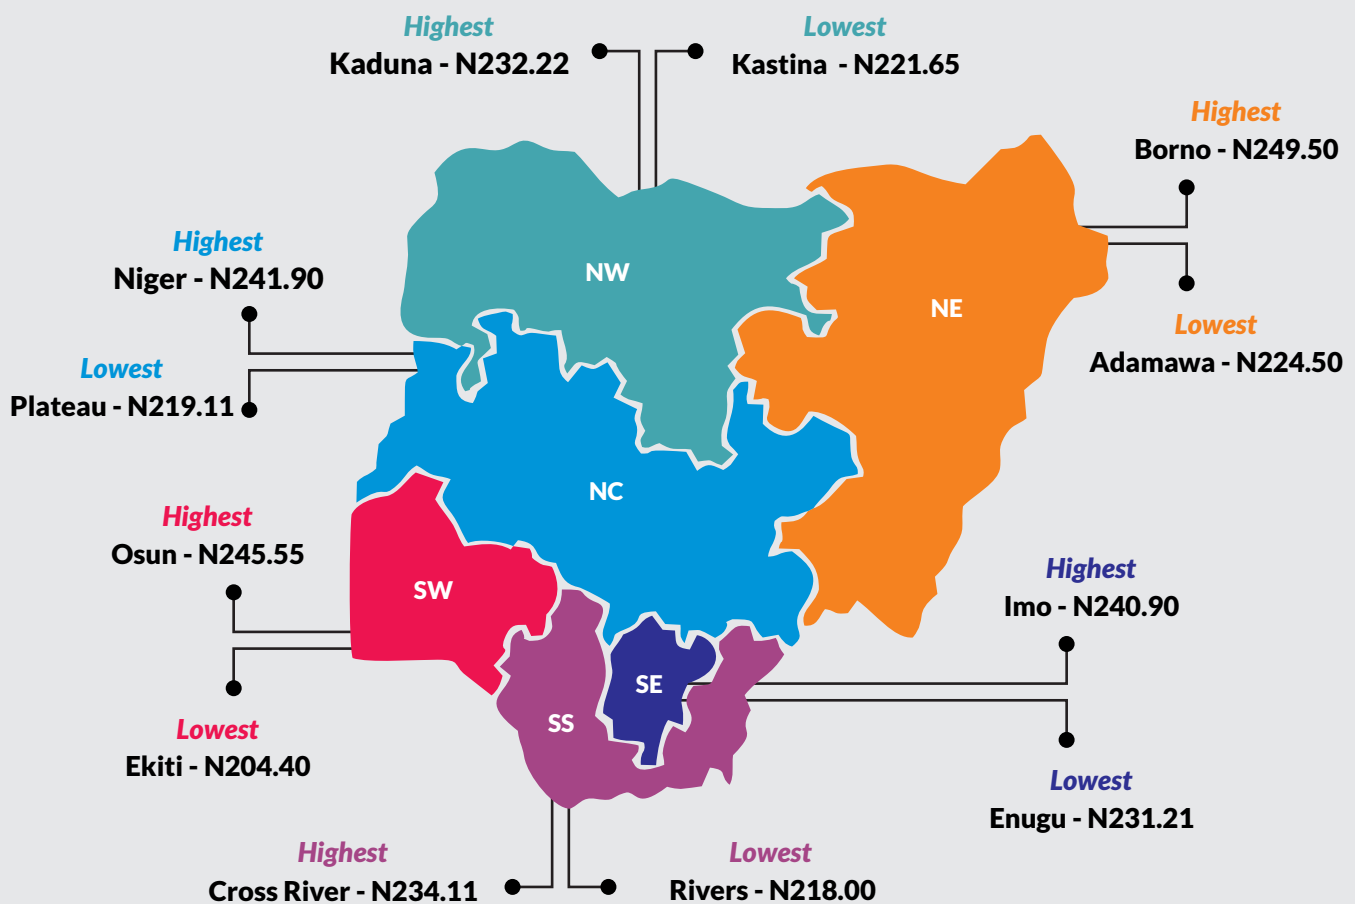 Highest
Kaduna - N232.22
Lowest
Kastina - N221.65
Highest
Borno - N249.50
Lowest
Adamawa - N224.50
Highest
Niger - N241.90
Lowest
Plateau - N219.11
NW
NE
NC
SW
SE
SS
Highest
Osun - N245.55
Lowest
Ekiti - N204.40
Highest
Imo - N240.90
Lowest
Enugu - N231.21
Highest
Cross River - N234.11
Lowest
Rivers - N218.00